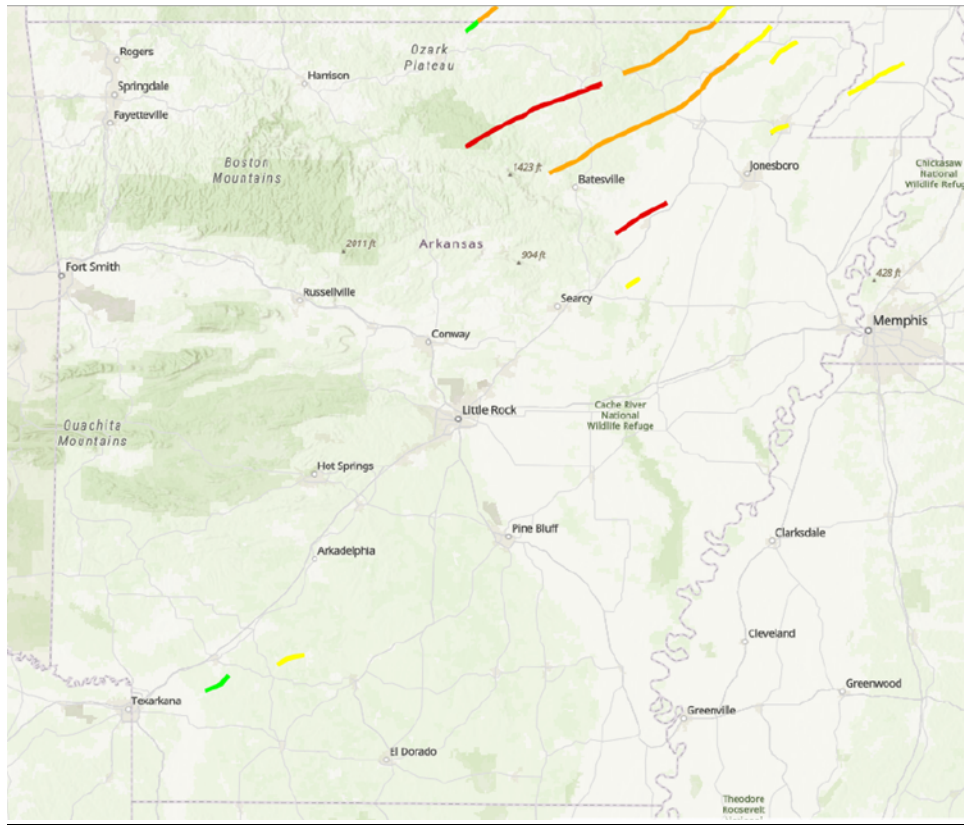 Rogers
Ozark
Plateau
Harrison
Springdale
Fayetteville
Boston
Mountains
1423 ft
Batesville
Jonesboro
Chickasaw
National
Wildlife Refug
2011 ft
Arkansas
904 ft
Fort Smith
428 ft
Russellville
Searcy
Memphis
Conway
Little Rock
Cache River
National
Wildlife Refuge
Ouachita
Mountains
Hot Springs
Pine Bluff
Clarksdale
Arkadelphia
Cleveland
Greenwood
Texarkana
Greenville
El Dorado
Theodore
Roosevelt